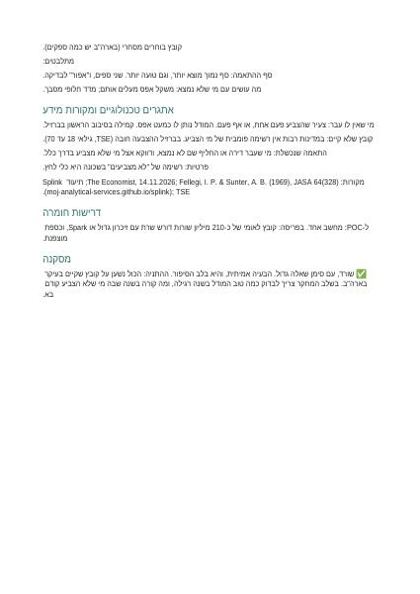 קובץ בוחרים מסחרי (בארה"ב יש כמה ספקים).
מתלבטים:
סף ההתאמה: סף נמוך מוצא יותר, וגם טועה יותר. שני ספים, ו"אפור" לבדיקה.
מה עושים עם מי שלא נמצא: משקל אפס מעלים אותם; מדד חלופי מסבך.
אתגרים טכנולוגיים ומקורות מידע
מי שאין לו עבר: צעיר שהצביע פעם אחת, או אף פעם. המודל נותן לו כמעט אפס. קמליה בסיבוב הראשון בברזיל.
קובץ שלא קיים: במדינות רבות אין רשימה פומבית של מי הצביע. בברזיל ההצבעה חובה (TSE, גילאי 18 עד 70).
התאמה שנכשלת: מי שעבר דירה או החליף שם לא נמצא, ודווקא אצל מי שלא מצביע בדרך כלל.
פרטיות: רשימה של "לא מצביעים" בשכונה היא כלי לחץ.
מקורות: The Economist, 14.11.2026; Fellegi, I. P. & Sunter, A. B. (1969), JASA 64(328); תיעוד Splink
(moj-analytical-services.github.io/splink); TSE.
דרישות חומרה
ל-POC: מחשב אחד. בפריסה: קובץ לאומי של כ-210 מיליון שורות דורש שרת עם זיכרון גדול או Spark, וכספת
מוצפנת.
מסקנה
✅ שורד, עם סימן שאלה גדול. הבעיה אמיתית, והיא בלב הסיפור. ההתניה: הכול נשען על קובץ שקיים בעיקר
בארה"ב. בשלב המחקר צריך לבדוק כמה טוב המודל בשנה רגילה, ומה קורה בשנה שבה מי שלא הצביע קודם
בא.